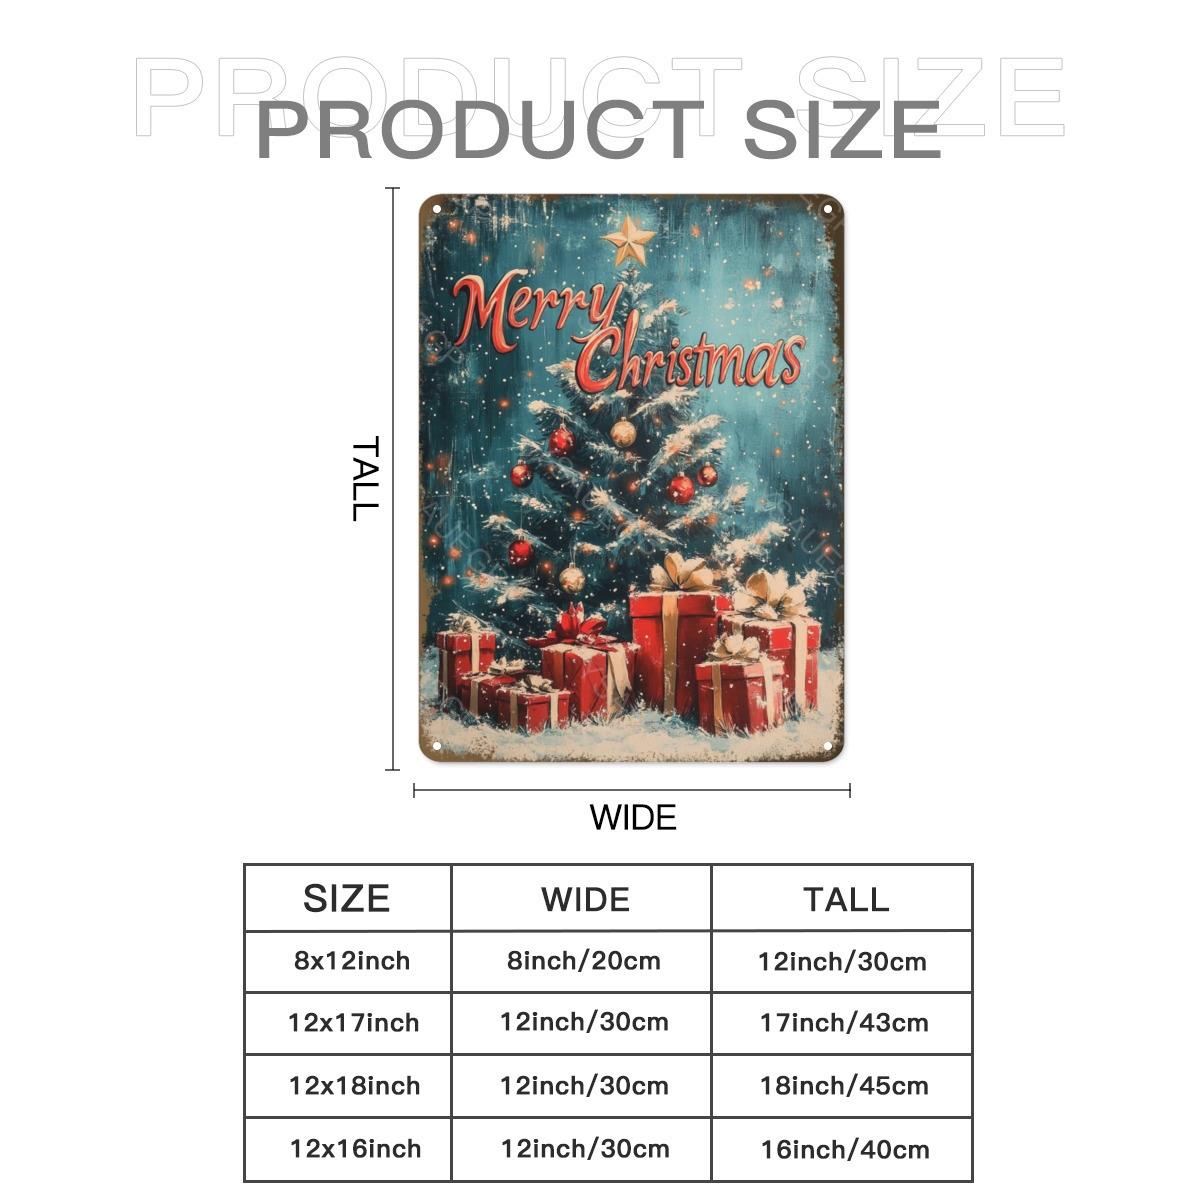 PRODUCT SIZE
PRODUCT SIZE
Merry
Christmas
TALL
WIDE
SIZE WIDE TALL
8x12inch 8inch/20cm 12inch/30cm
12x17inch 12inch/30cm 17inch/43cm
12x18inch 12inch/30cm 18inch/45cm
12x16inch 12inch/30cm 16inch/40cm